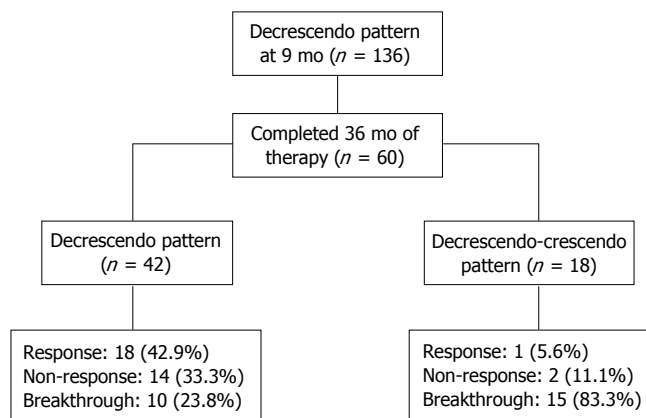 Decrescendo pattern
at 9 mo (n = 136)
Completed 36 mo of
therapy (n = 60)
Decrescendo pattern
(n = 42)
Decrescendo-crescendo
pattern (n = 18)
Response: 18 (42.9%)
Non-response: 14 (33.3%)
Breakthrough: 10 (23.8%)
Response: 1 (5.6%)
Non-response: 2 (11.1%)
Breakthrough: 15 (83.3%)